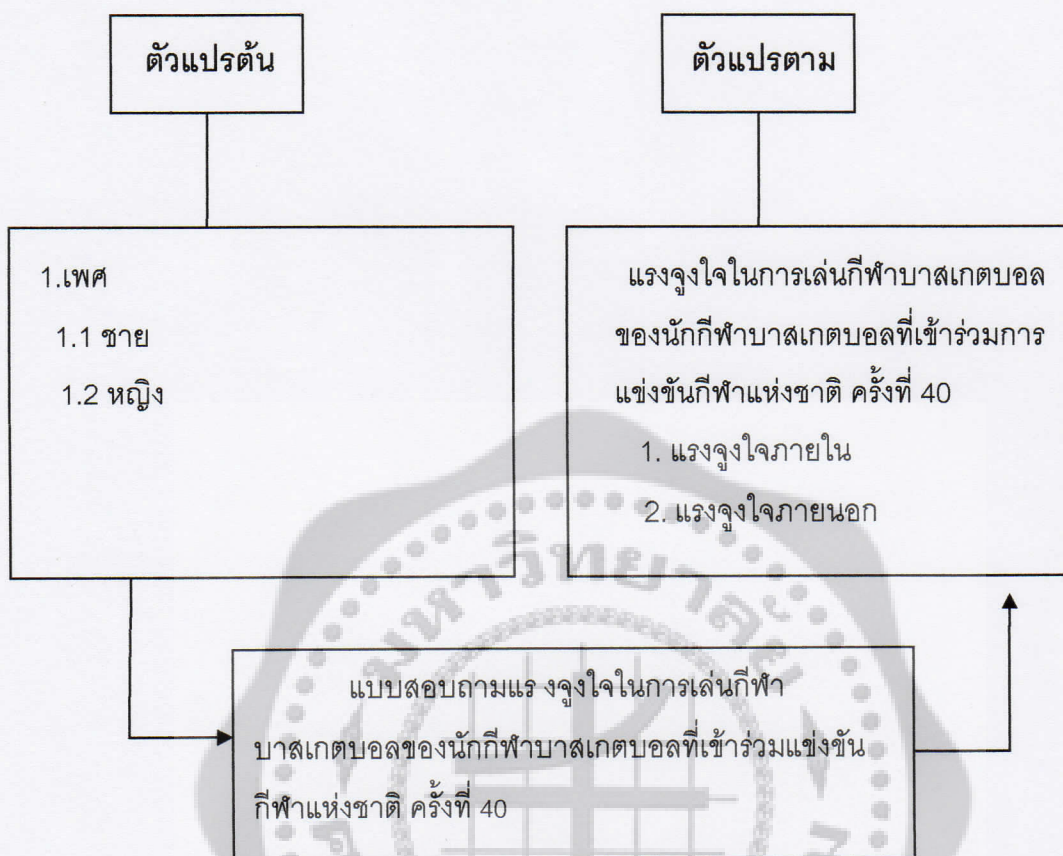 ตัวแปรต้น
ตัวแปรตาม
1.เพศ
1.1 ชาย
1.2 หญิง
แรงจูงใจในการเล่นกีฬาบาสเกตบอล
ของนักกีฬาบาสเกตบอลที่เข้าร่วมการ
แข่งขันกีฬาแห่งชาติ ครั้งที่ 40
1. แรงจูงใจภายใน
2. แรงจูงใจภายนอก
แบบสอบถามแร งจูงใจในการเล่นกีฬา
บาสเกตบอลของนักกีฬาบาสเกตบอลที่เข้าร่วมแข่งขัน
กีฬาแห่งชาติ ครั้งที่ 40
มหาวิทยาลัย